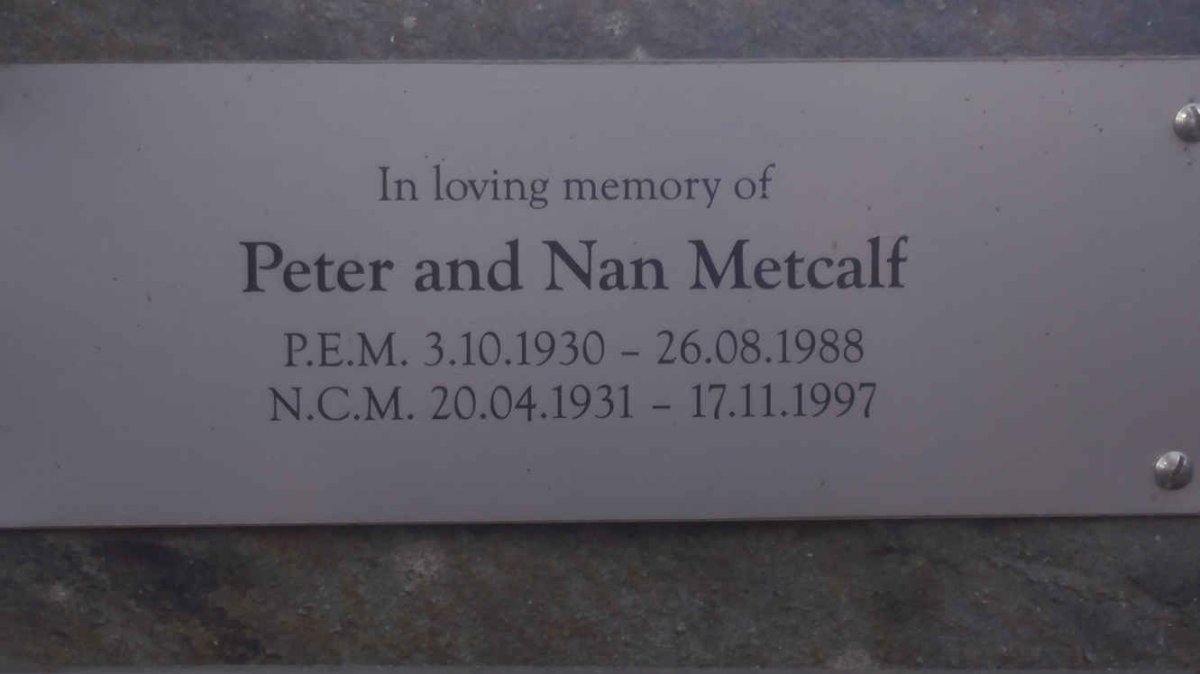 In loving memory of
Peter and Nan Metcalf
P.E.M. 3.10.1930 – 26.08.1988
N.C.M. 20.04.1931 – 17.11.1997